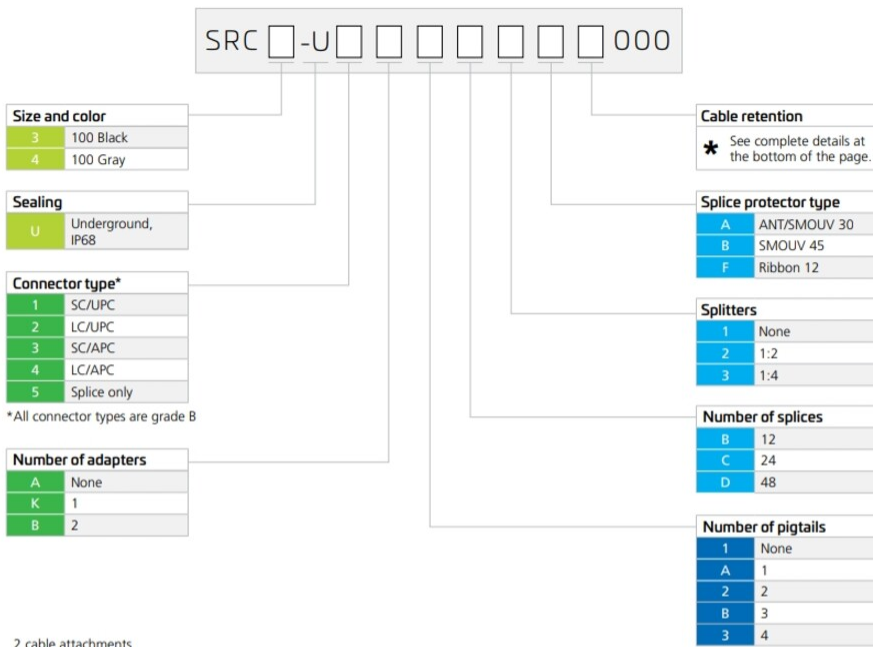 SRC -U 000
Size and color
3 100 Black
4 100 Gray
Sealing
U Underground,
IP68
Connector type*
1 SC/UPC
2 LC/UPC
3 SC/APC
4 LC/APC
5 Splice only
*All connector types are grade B
Number of adapters
A None
K 1
B 2
Cable retention
* See complete details at
the bottom of the page.
Splice protector type
A ANT/SMOUV 30
B SMOUV 45
F Ribbon 12
Splitters
1 None
2 1:2
3 1:4
Number of splices
B 12
C 24
D 48
Number of pigtails
1 None
A 1
2 2
B 3
3 4
2 cable attachments